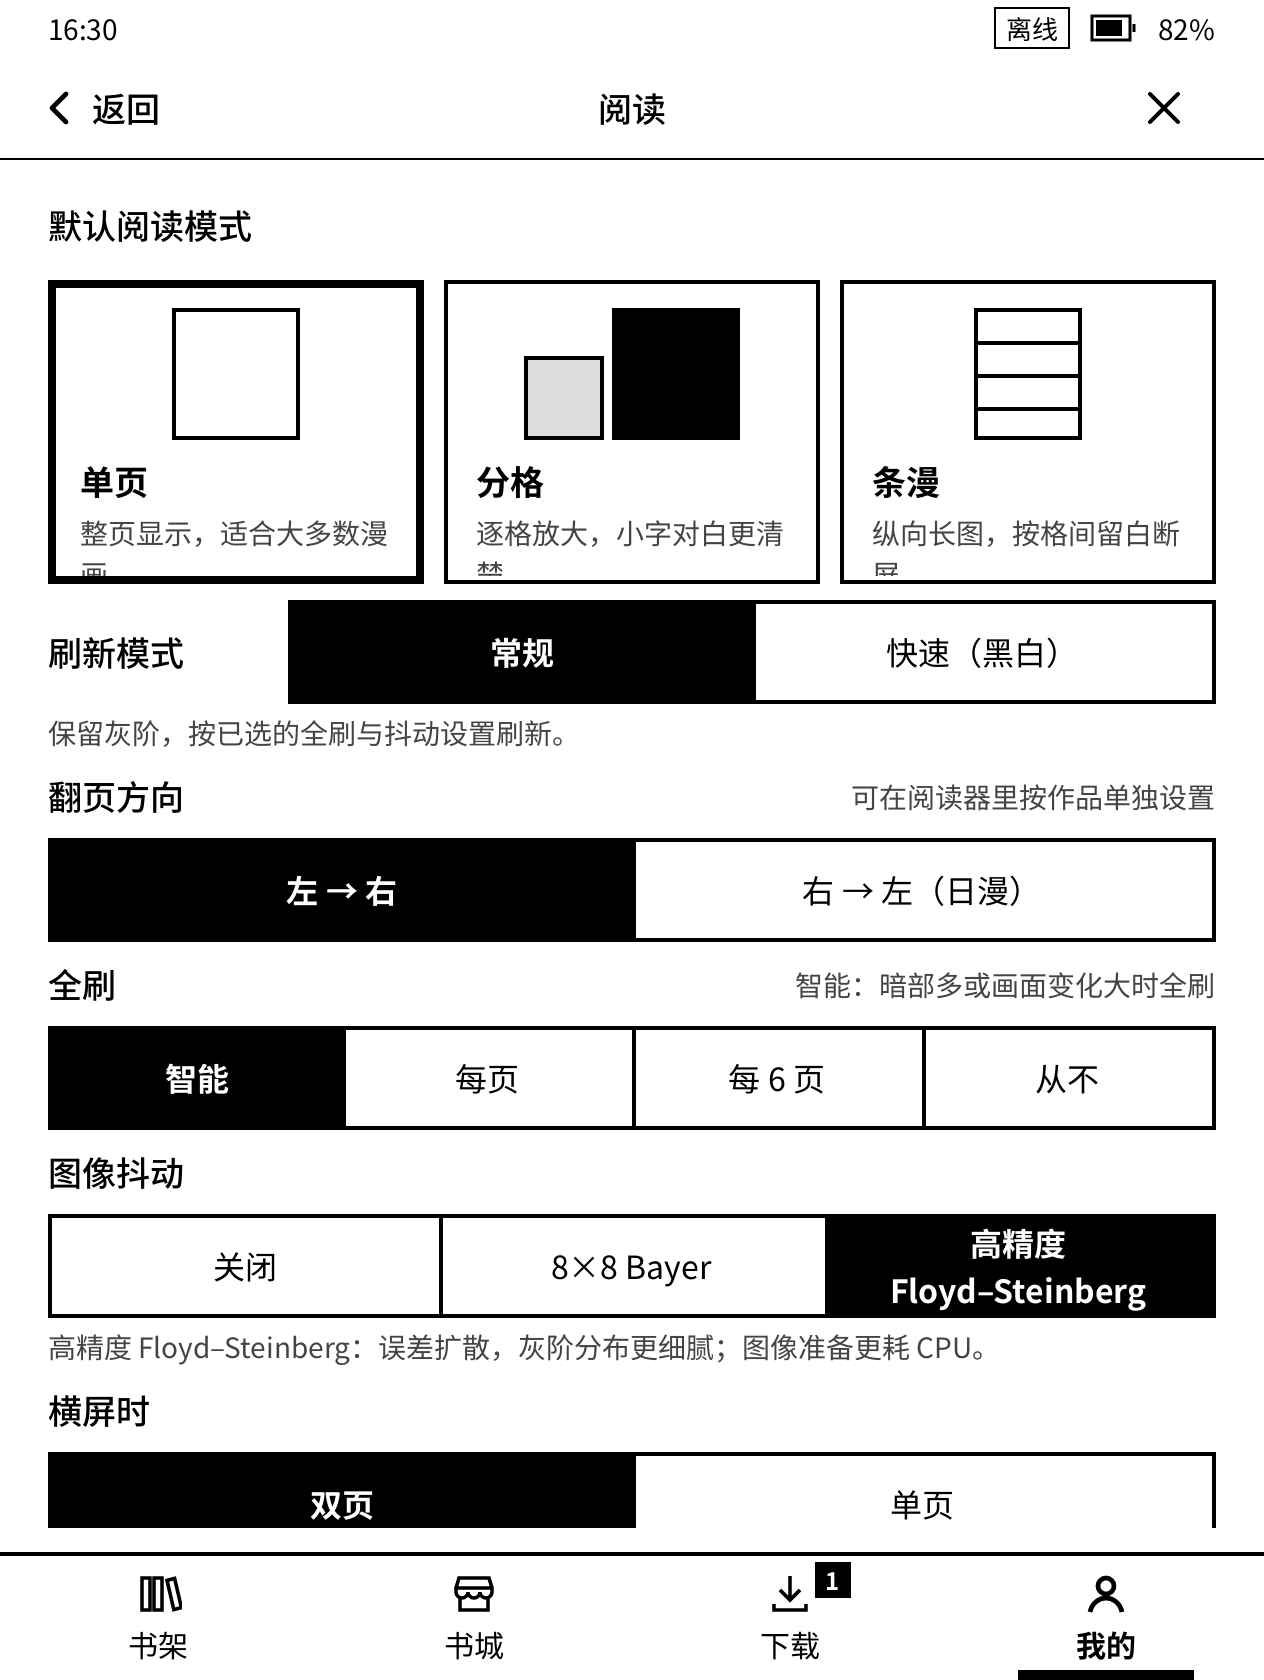 16:30
离线
82%
返回
阅读
默认阅读模式
单页
整页显示，适合大多数漫
画
分格
逐格放大，小字对白更清
楚
条漫
纵向长图，按格间留白断
屏
刷新模式
常规
快速（黑白）
保留灰阶，按已选的全刷与抖动设置刷新。
翻页方向
可在阅读器里按作品单独设置
左 → 右
右 → 左（日漫）
全刷
智能：暗部多或画面变化大时全刷
智能
每页
每 6 页
从不
图像抖动
关闭
8×8 Bayer
高精度
Floyd–Steinberg
高精度 Floyd–Steinberg：误差扩散，灰阶分布更细腻；图像准备更耗 CPU。
横屏时
双页
单页
书架
书城
1
下载
我的